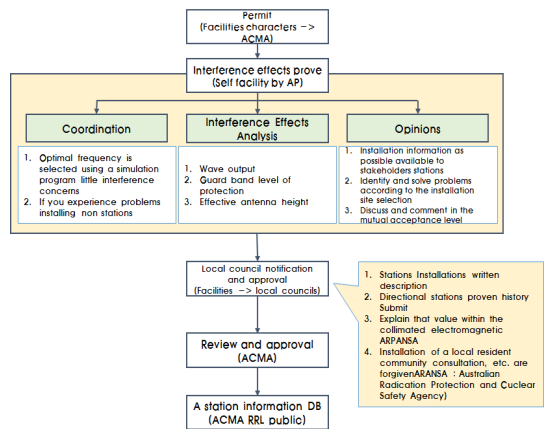 Permit
(Facilities characters ->
ACMA)
Interference effects prove
(Self facility by AP)
Coordination
1. Optimal frequency is
selected using a simulation
program little interference
concerns
2. If you experience problems
installing non stations
Interference Effects
Analysis
1. Wave output
2. Guard band level of
protection
3. Effective antenna height
Opinions
1. Installation information as
possible available to
stakeholders stations
2. Identify and solve problems
according to the installation
site selection
3. Discuss and comment in the
mutual acceptance level
Local council notification
and approval
(Facilities -> local councils)
1. Stations Installations written
description
2. Directional stations proven history
Submit
3. Explain that value within the
collimated electromagnetic
ARPANSA
4. Installation of a local resident
community consultation, etc. are
forgivenARANSA : Australian
Radication Protection and Cuclear
Safety Agency)
Review and approval
(ACMA)
A station information DB
(ACMA RRL public)